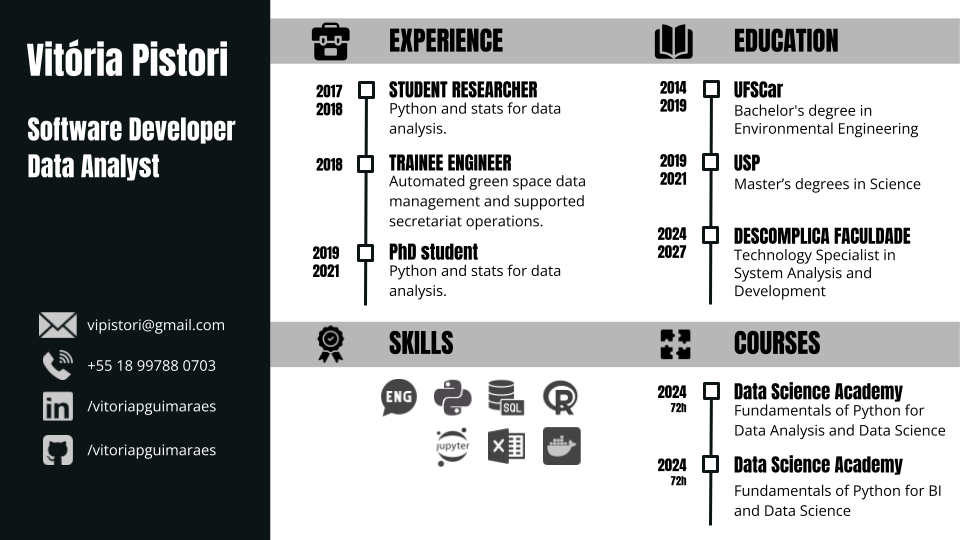 Vitória Pistori
Software Developer
Data Analyst
vipistori@gmail.com
+55 18 99788 0703
/vitoriapguimaraes
/vitoriapguimaraes
EXPERIENCE
2017
2018
STUDENT RESEARCHER
Python and stats for data
analysis.
2018
TRAINEE ENGINEER
Automated green space data
management and supported
secretariat operations.
2019
2021
PhD student
Python and stats for data
analysis.
SKILLS
ENG
SQL
R
jupyter
X
EDUCATION
2014
2019
UFSCar
Bachelor's degree in
Environmental Engineering
2019
2021
USP
Master’s degrees in Science
2024
2027
DESCOMPLICA FACULDADE
Technology Specialist in
System Analysis and
Development
COURSES
2024
72h
Data Science Academy
Fundamentals of Python for
Data Analysis and Data Science
2024
72h
Data Science Academy
Fundamentals of Python for BI
and Data Science
in